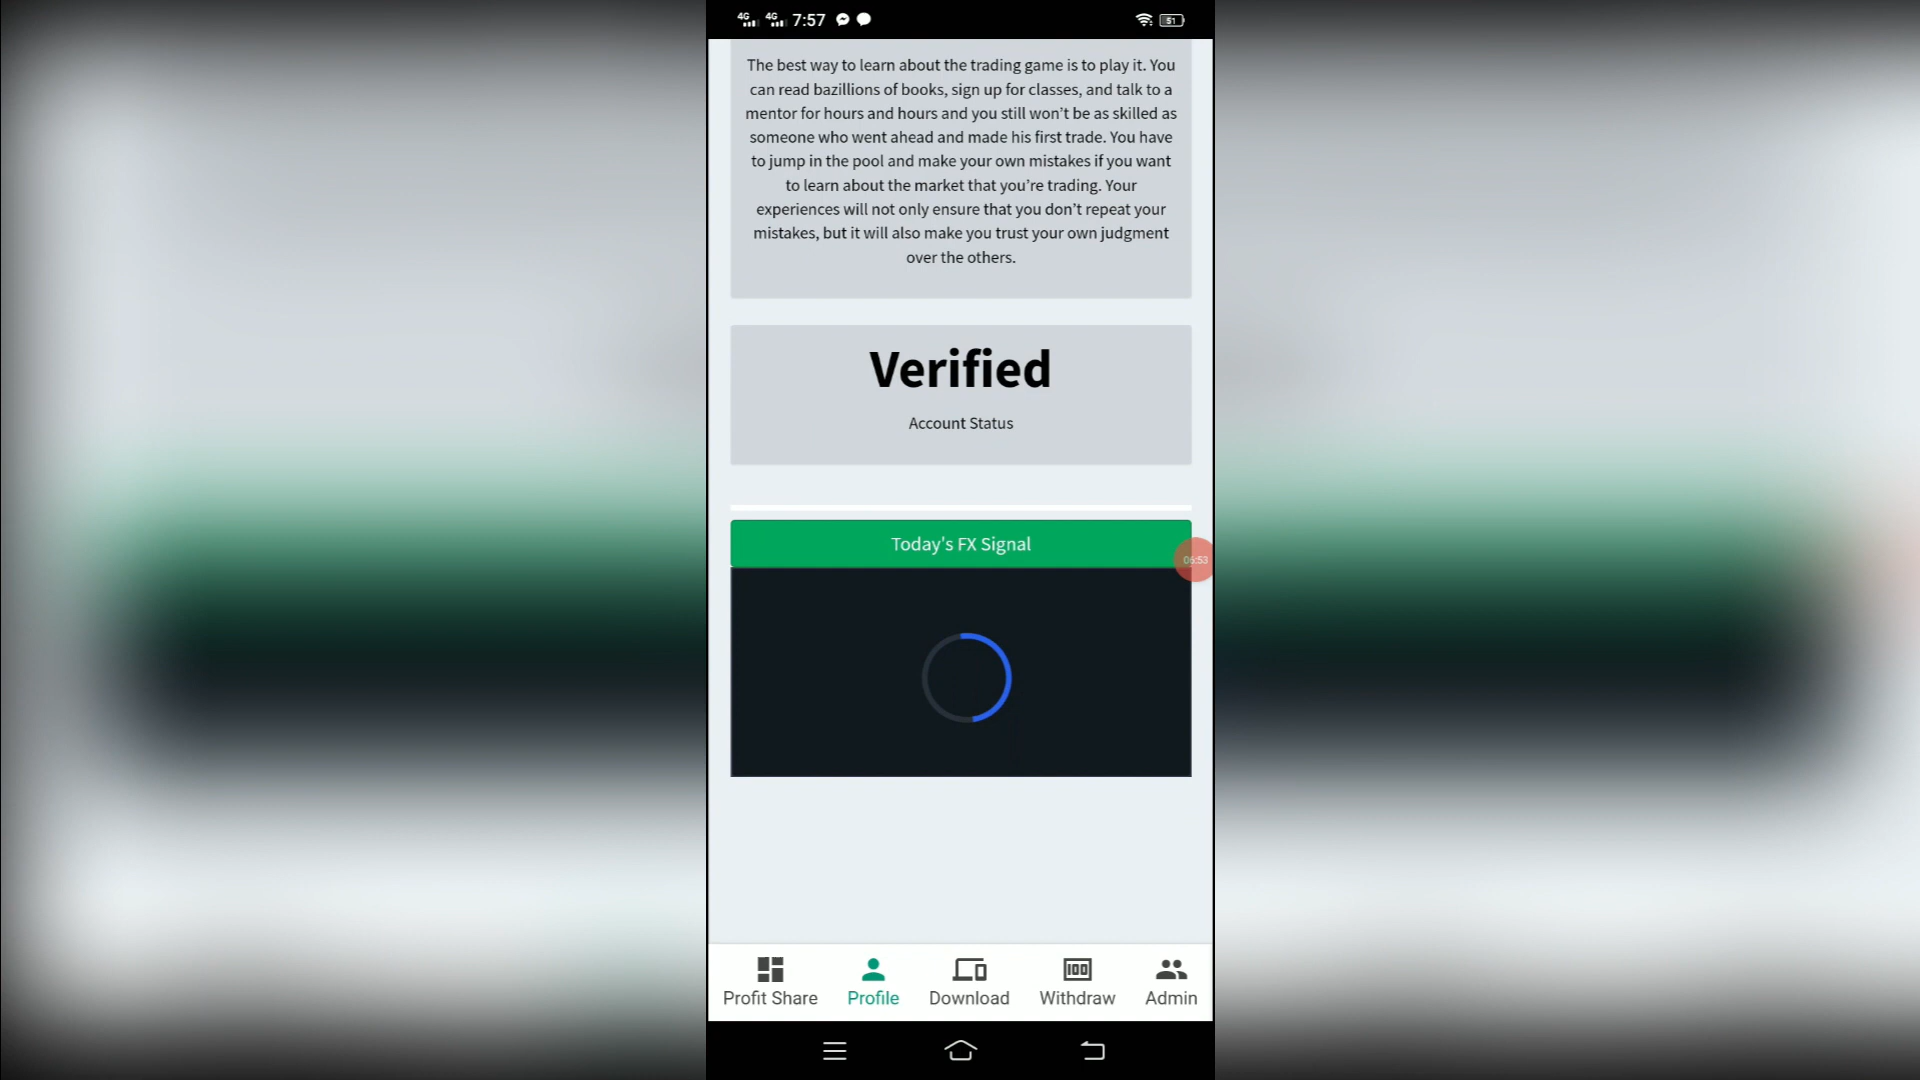 4G 4G 7:57 51
The best way to learn about the trading game is to play it. You
can read bazillions of books, sign up for classes, and talk to a
mentor for hours and hours and you still won’t be as skilled as
someone who went ahead and made his first trade. You have
to jump in the pool and make your own mistakes if you want
to learn about the market that you’re trading. Your
experiences will not only ensure that you don’t repeat your
mistakes, but it will also make you trust your own judgment
over the others.
Verified
Account Status
Today's FX Signal
06:53
Profit Share Profile Download Withdraw Admin